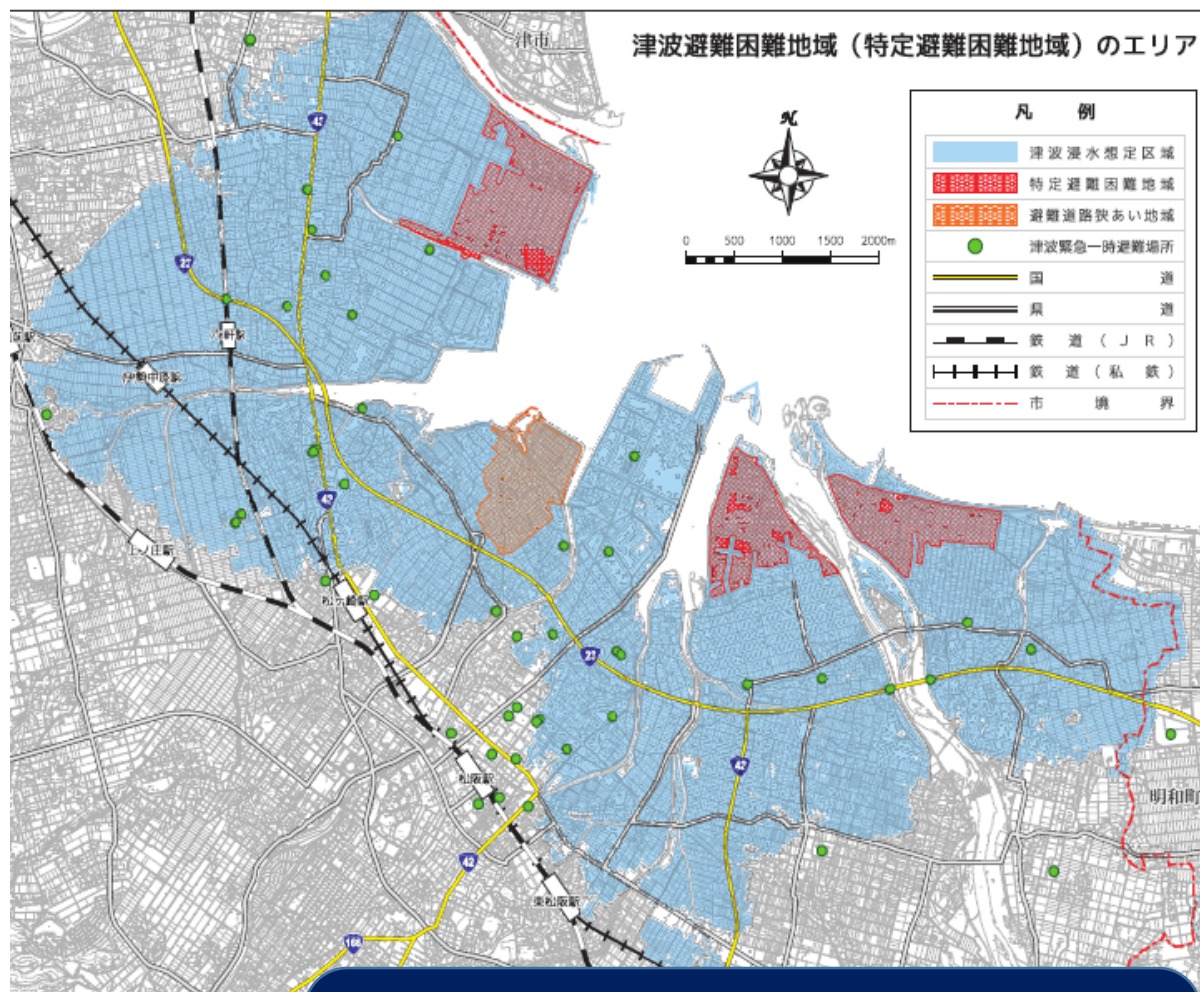 津波避難困難地域（特定避難困難地域）のエリア
津市
N
0 500 1000 1500 2000m
凡 例
津波浸水想定区域
特定避難困難地域
避難道路狭あい地域
津波緊急一時避難場所
国 道
県 道
鉄 道 （ J R ）
鉄 道 （ 私 鉄 ）
市 境 界
42
23
六軒駅
伊勢中原駅
42
上ノ庄駅
松ヶ崎駅
23
42
松阪駅
明和町
42
東松阪駅
166